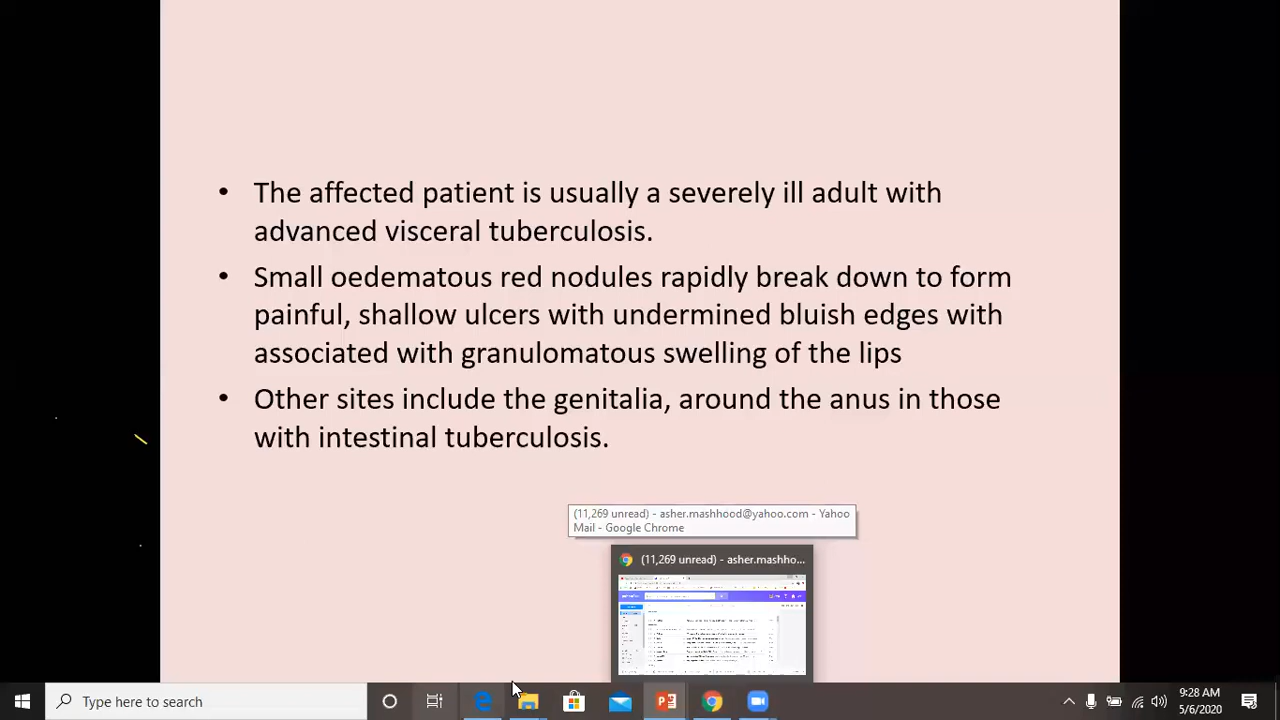 • The affected patient is usually a severely ill adult with
advanced visceral tuberculosis.
• Small oedematous red nodules rapidly break down to form
painful, shallow ulcers with undermined bluish edges with
associated with granulomatous swelling of the lips
• Other sites include the genitalia, around the anus in those
with intestinal tuberculosis.
(11,269 unread) - asher.mashhood@yahoo.com - Yahoo
Mail - Google Chrome
(11,269 unread) - asher.mashho...
Type here to search
9:28 AM
5/6/2020